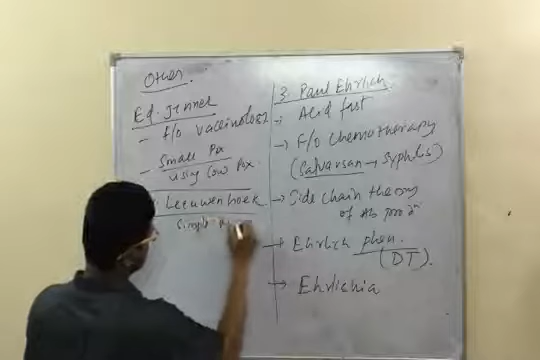 Other.
Ed. Jenner
- F/o Vaccinology
- Small Pox
using Cow Pox.
Leeuwenhoek
Simple
3. Paul Ehrlich.
→ Acid fast
→ F/o Chemotherapy
(Salvarsan → Syphilis)
→ Side Chain theory
of Ab
→ Ehrlich phen.
(DT).
→ Ehrlichia